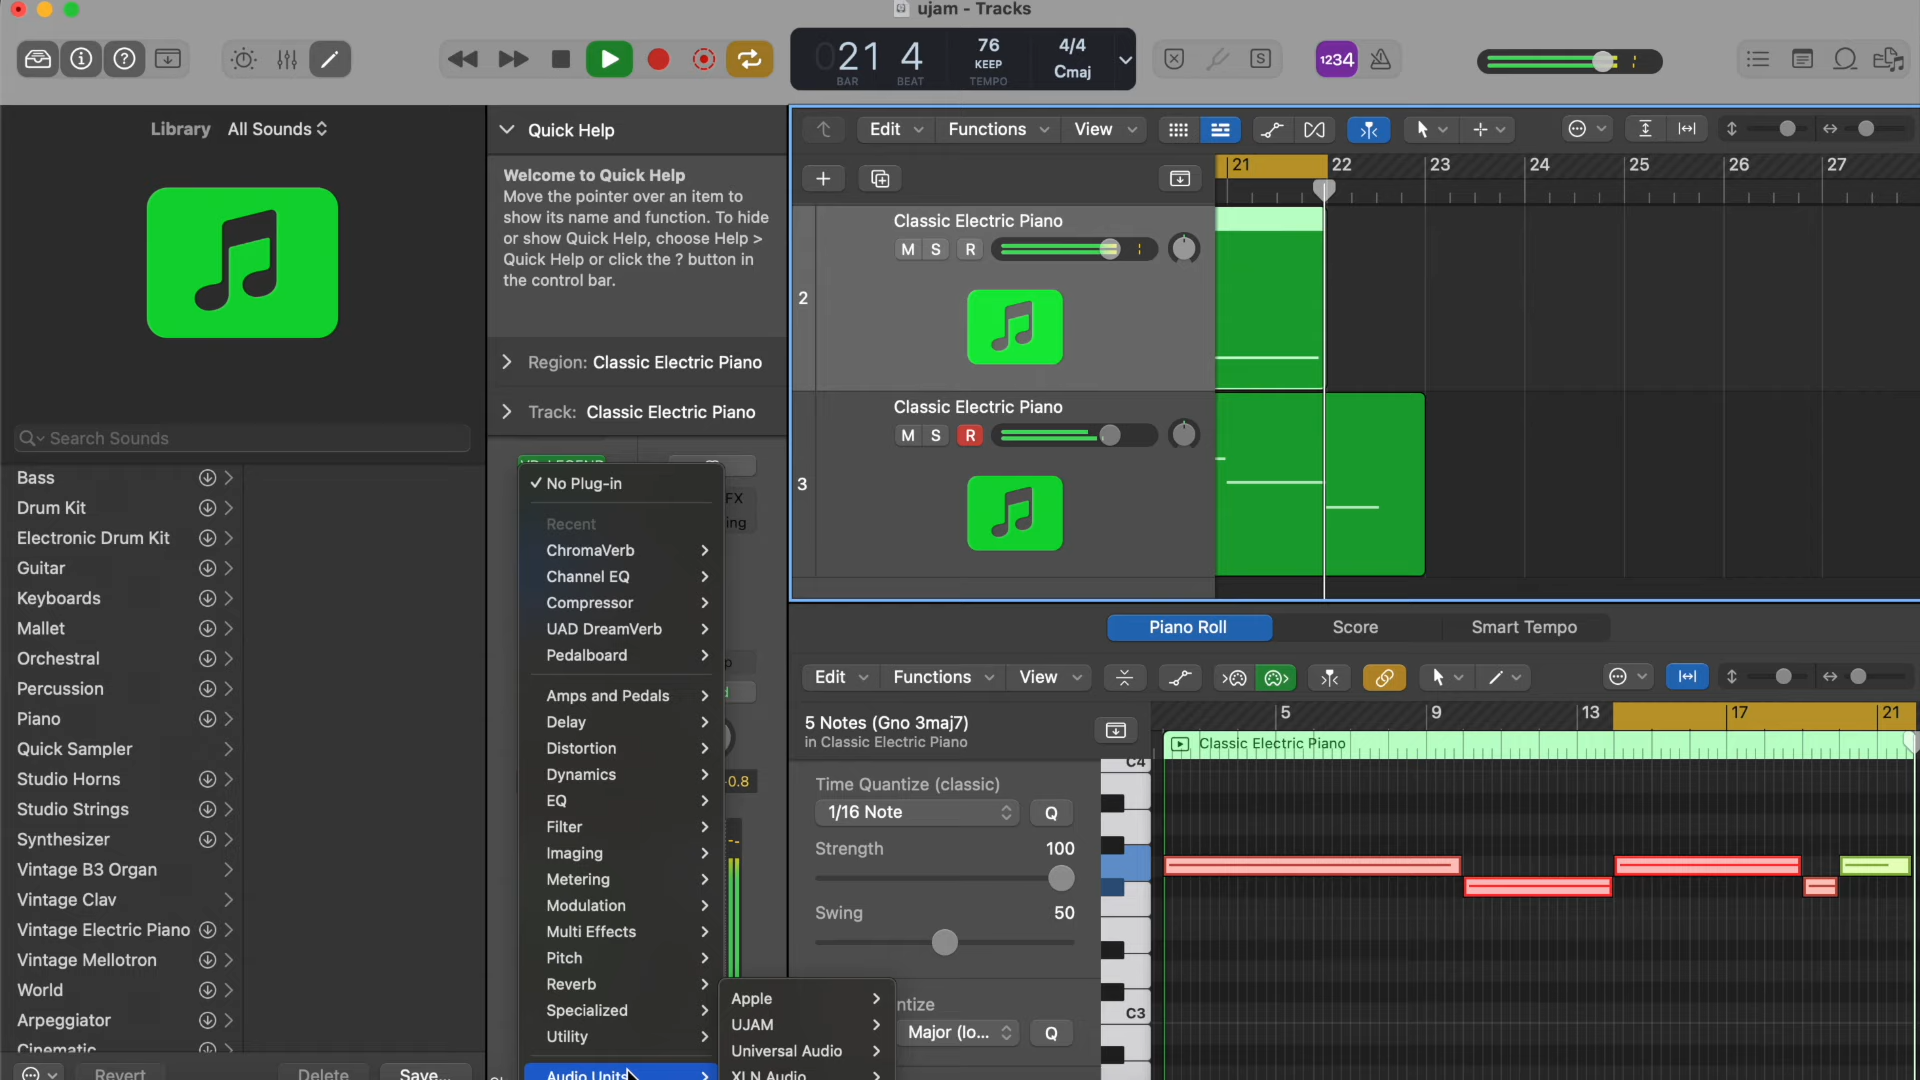 ujam - Tracks
021 4
BAR BEAT
76
KEEP
TEMPO
4/4
Cmaj
S
1234
Library All Sounds
Search Sounds
Bass
Drum Kit
Electronic Drum Kit
Guitar
Keyboards
Mallet
Orchestral
Percussion
Piano
Quick Sampler
Studio Horns
Studio Strings
Synthesizer
Vintage B3 Organ
Vintage Clav
Vintage Electric Piano
Vintage Mellotron
World
Arpeggiator
Cinematic
Revert Delete Save...
Quick Help
Welcome to Quick Help
Move the pointer over an item to
show its name and function. To hide
or show Quick Help, choose Help >
Quick Help or click the ? button in
the control bar.
Region: Classic Electric Piano
Track: Classic Electric Piano
FX
ing
-0.8
No Plug-in
Recent
ChromaVerb
Channel EQ
Compressor
UAD DreamVerb
Pedalboard
Amps and Pedals
Delay
Distortion
Dynamics
EQ
Filter
Imaging
Metering
Modulation
Multi Effects
Pitch
Reverb
Specialized
Utility
Audio Units
Apple
UJAM
Universal Audio
XLN Audio
Edit Functions View
21 22 23 24 25 26 27
2
Classic Electric Piano
M S R
3
Classic Electric Piano
M S R
Piano Roll Score Smart Tempo
Edit Functions View
5 9 13 17 21
5 Notes (Gno 3maj7)
in Classic Electric Piano
Classic Electric Piano
Time Quantize (classic)
1/16 Note Q
Strength 100
Swing 50
ntize
Major (lo... Q
C4
C3